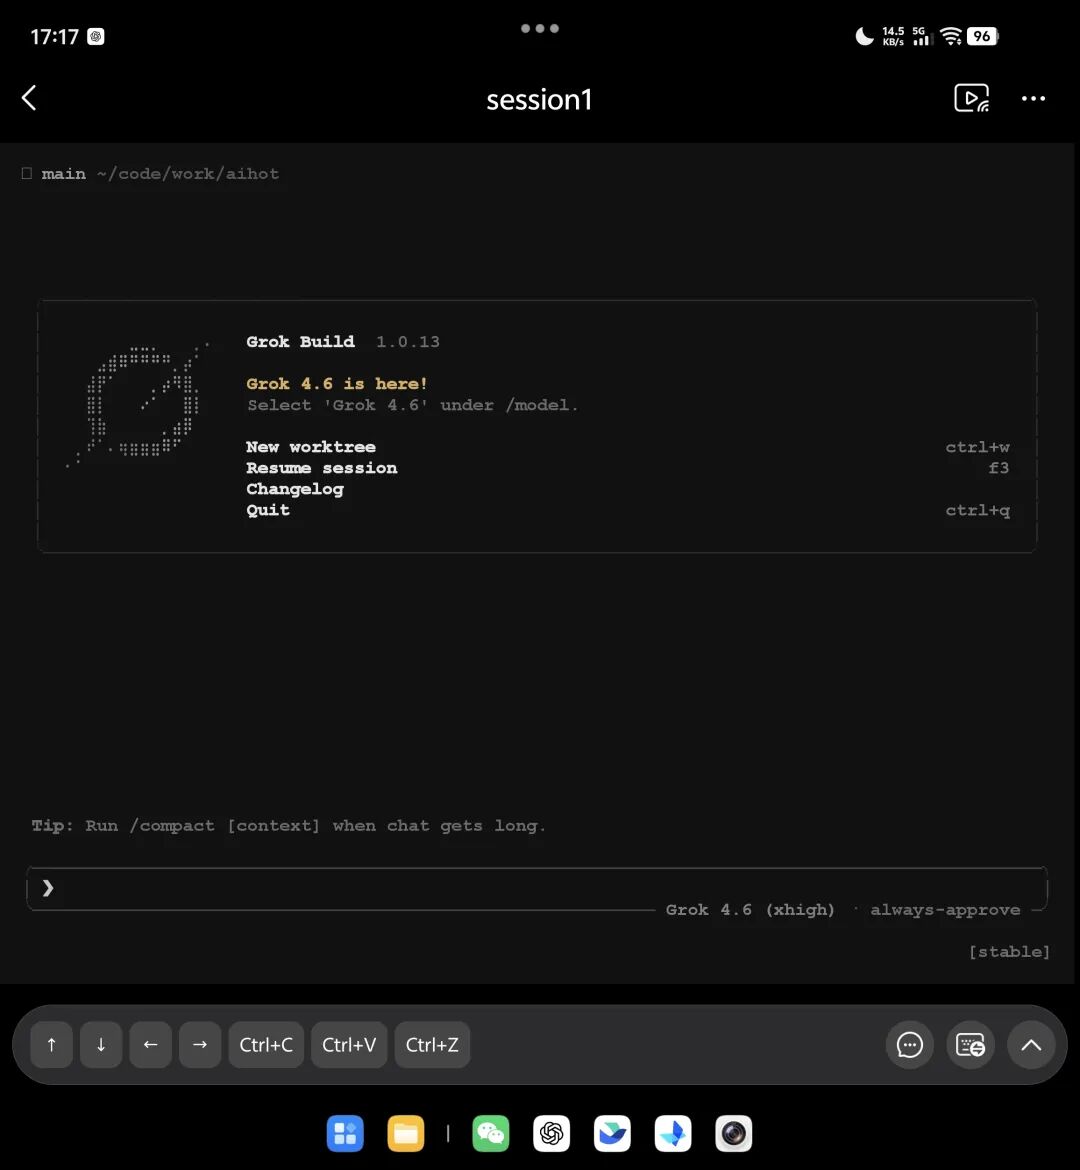 17:17
14.5 KB/s 5G 96
session1
main ~/code/work/aihot
Grok Build 1.0.13
Grok 4.6 is here!
Select 'Grok 4.6' under /model.
New worktree ctrl+w
Resume session f3
Changelog
Quit ctrl+q
Tip: Run /compact [context] when chat gets long.
❯
Grok 4.6 (xhigh) · always-approve
[stable]
↑ ↓ ← → Ctrl+C Ctrl+V Ctrl+Z